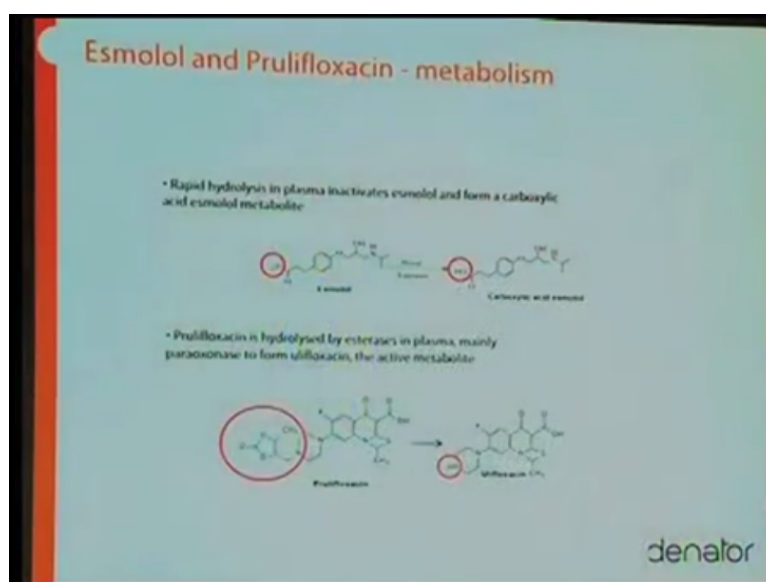 Esmolol and Prulifloxacin - metabolism
• Rapid hydrolysis in plasma inactivates esmolol and form a carboxylic
acid esmolol metabolite
Esmolol
Carboxylic acid esmolol
• Prulifloxacin is hydrolysed by esterases in plasma, mainly
paraoxonase to form ulifloxacin, the active metabolite
Prulifloxacin
Ulifloxacin
denator